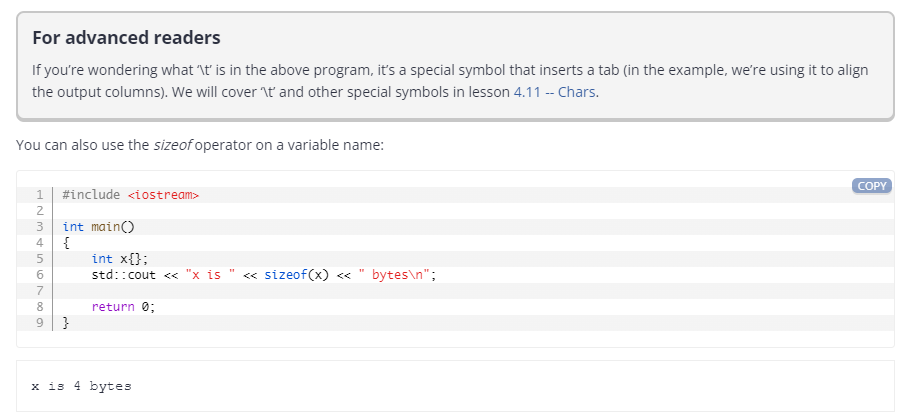 For advanced readers
If you’re wondering what ‘\t’ is in the above program, it’s a special symbol that inserts a tab (in the example, we’re using it to align
the output columns). We will cover ‘\t’ and other special symbols in lesson 4.11 -- Chars.
You can also use the sizeof operator on a variable name:
COPY
1 #include <iostream>
2
3 int main()
4 {
5     int x{};
6     std::cout << "x is " << sizeof(x) << " bytes\n";
7
8     return 0;
9 }
x is 4 bytes